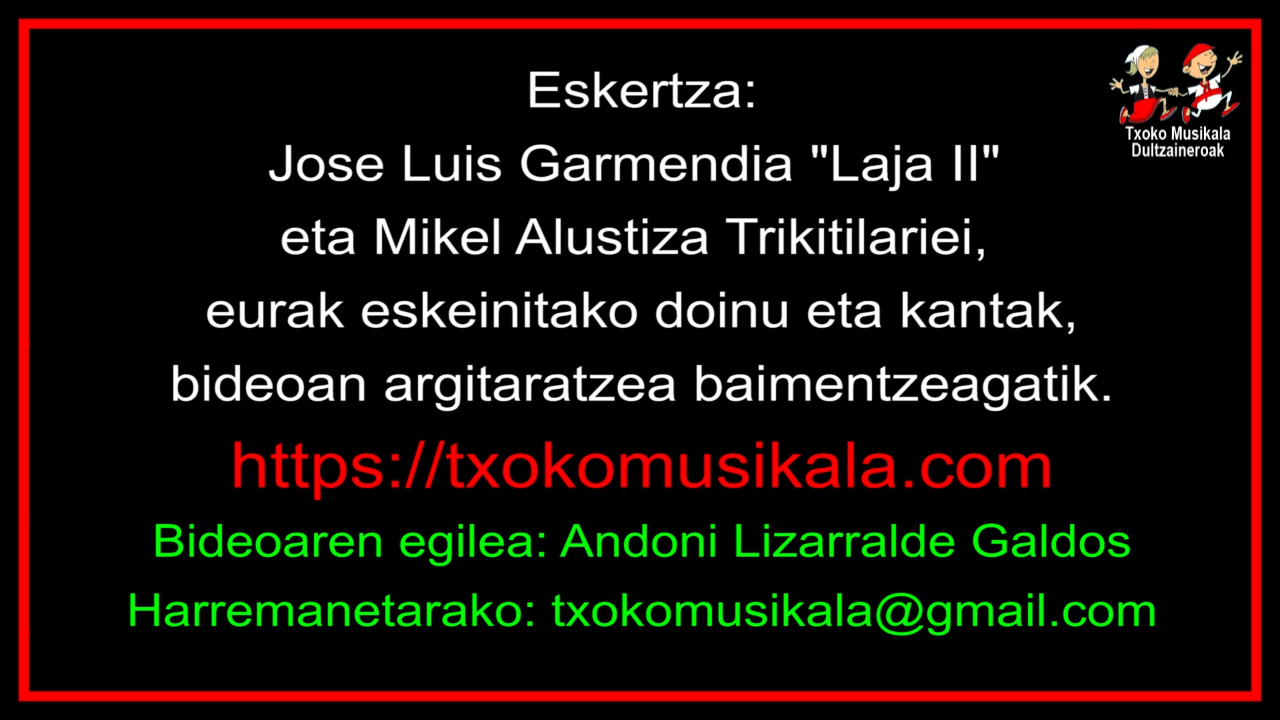 Eskertza:
Jose Luis Garmendia "Laja II"
eta Mikel Alustiza Trikitilariei,
eurak eskeinitako doinu eta kantak,
bideoan argitaratzea baimentzeagatik.
https://txokomusikala.com
Bideoaren egilea: Andoni Lizarralde Galdos
Harremanetarako: txokomusikala@gmail.com
Txoko Musikala
Dultzaineroak